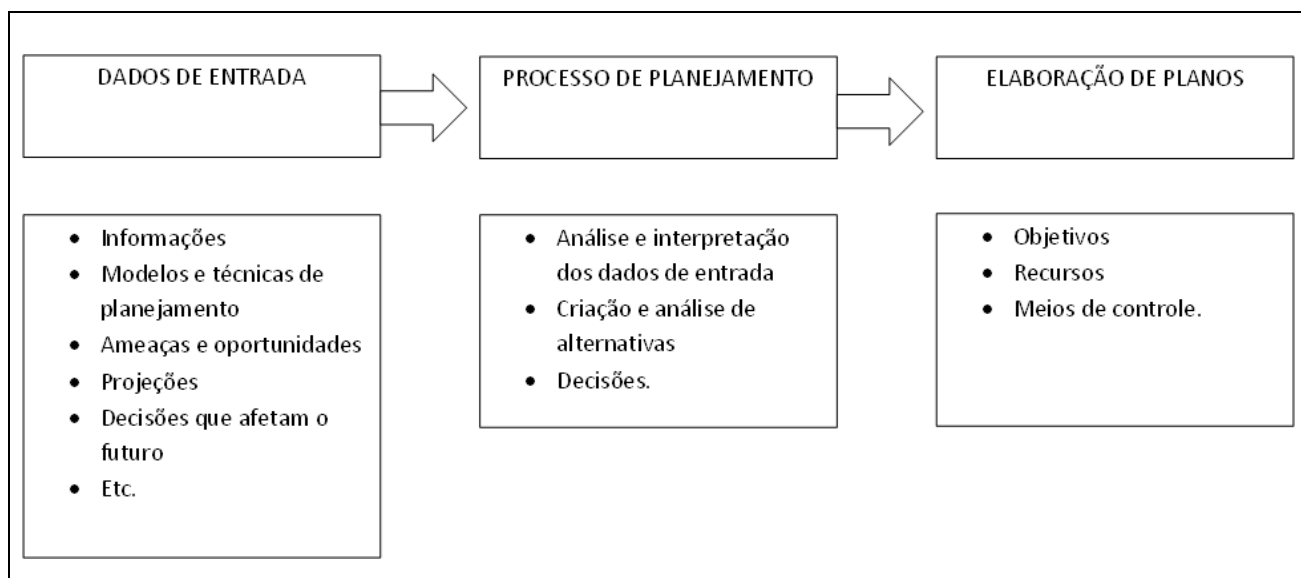 DADOS DE ENTRADA
PROCESSO DE PLANEJAMENTO
ELABORAÇÃO DE PLANOS
• Informações
• Modelos e técnicas de
planejamento
• Ameaças e oportunidades
• Projeções
• Decisões que afetam o
futuro
• Etc.
• Análise e interpretação
dos dados de entrada
• Criação e análise de
alternativas
• Decisões.
• Objetivos
• Recursos
• Meios de controle.